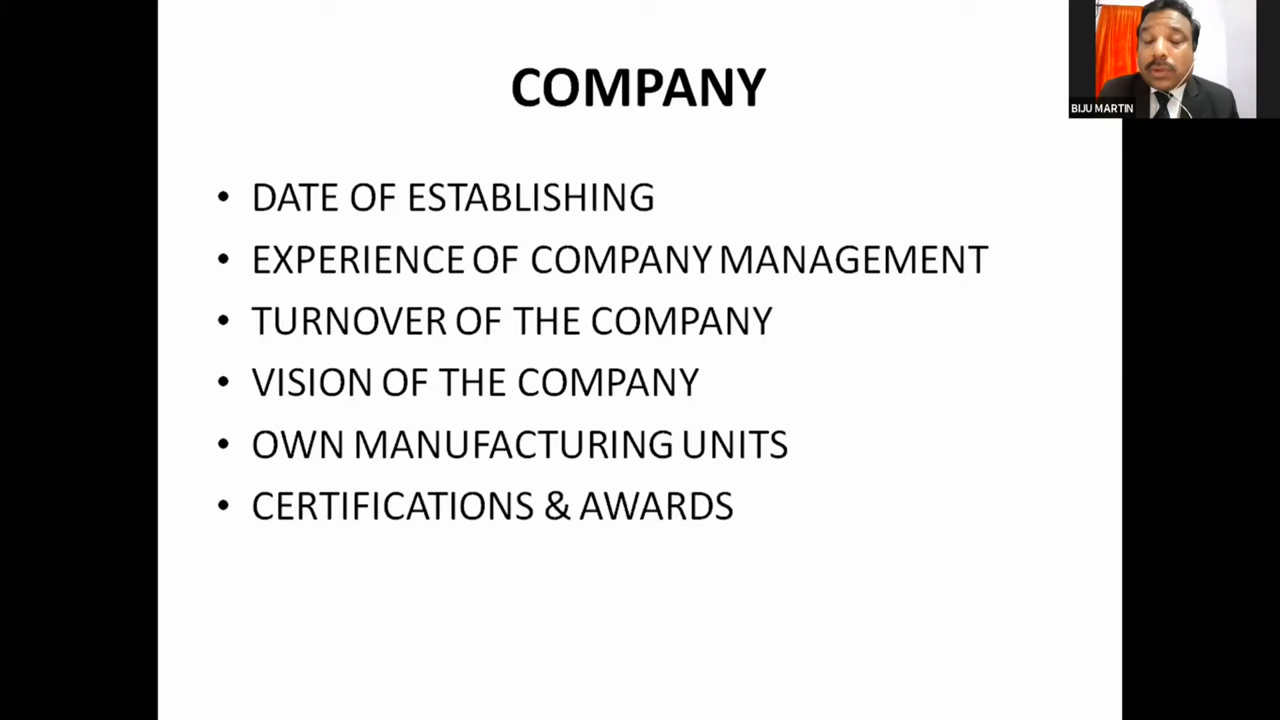 COMPANY
BIJU MARTIN
• DATE OF ESTABLISHING
• EXPERIENCE OF COMPANY MANAGEMENT
• TURNOVER OF THE COMPANY
• VISION OF THE COMPANY
• OWN MANUFACTURING UNITS
• CERTIFICATIONS & AWARDS